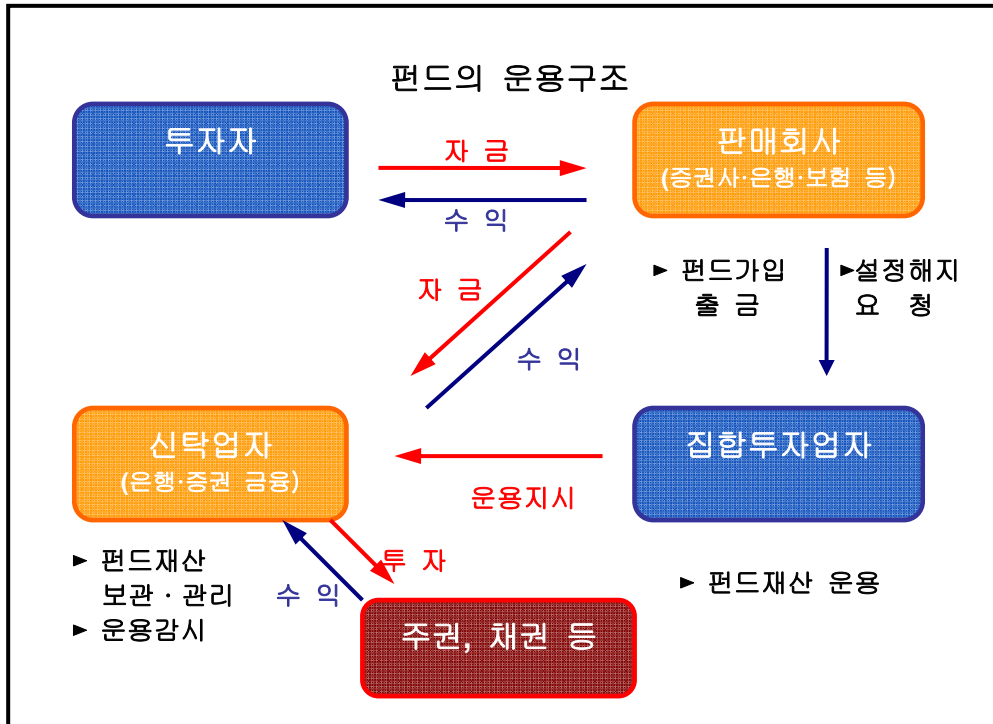 펀드의 운용구조
투자자
자 금
수 익
판매회사
(증권사·은행·보험 등)
► 펀드가입
출 금
►설정해지
요 청
자 금
수 익
신탁업자
(은행·증권 금융)
운용지시
집합투자업자
► 펀드재산
보관·관리
► 운용감시
투 자
수 익
► 펀드재산 운용
주권, 채권 등